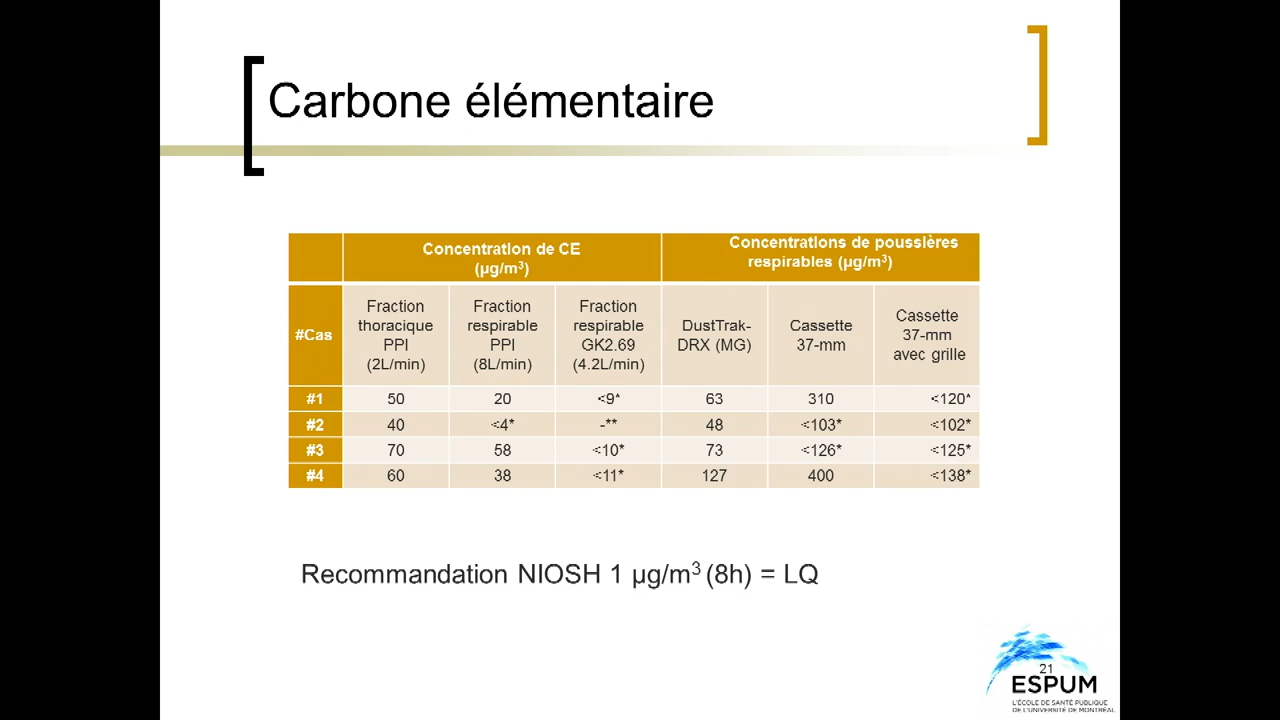 Carbone élémentaire
Concentration de CE
(µg/m³)
Concentrations de poussières
respirables (µg/m³)
#Cas
Fraction
thoracique
PPI
(2L/min)
Fraction
respirable
PPI
(8L/min)
Fraction
respirable
GK2.69
(4.2L/min)
DustTrak-
DRX (MG)
Cassette
37-mm
Cassette
37-mm
avec grille
#1 50 20 <9* 63 310 <120*
#2 40 <4* -** 48 <103* <102*
#3 70 58 <10* 73 <126* <125*
#4 60 38 <11* 127 400 <138*
Recommandation NIOSH 1 µg/m³ (8h) = LQ
21
ESPUM
L'ÉCOLE DE SANTÉ PUBLIQUE
DE L'UNIVERSITÉ DE MONTRÉAL